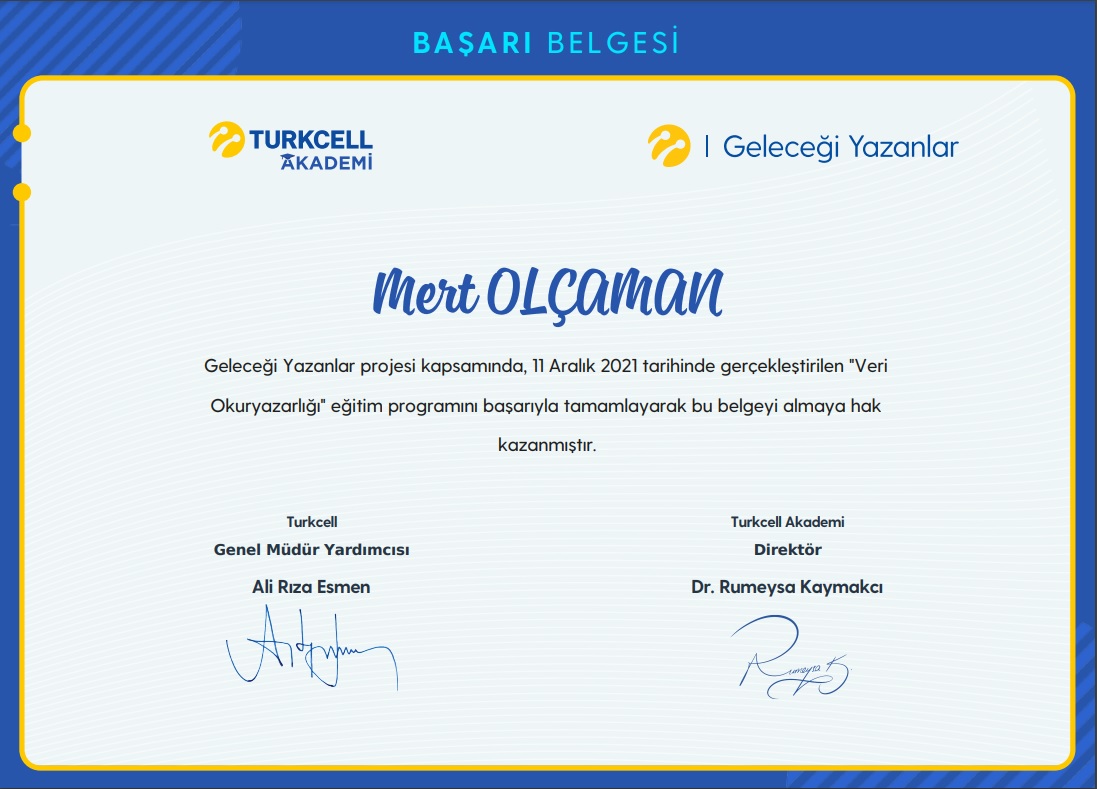 BAŞARI BELGESİ
TURKCELL
AKADEMİ
| Geleceği Yazanlar
Mert OLÇAMAN
Geleceği Yazanlar projesi kapsamında, 11 Aralık 2021 tarihinde gerçekleştirilen "Veri
Okuryazarlığı" eğitim programını başarıyla tamamlayarak bu belgeyi almaya hak
kazanmıştır.
Turkcell
Genel Müdür Yardımcısı
Ali Rıza Esmen
Turkcell Akademi
Direktör
Dr. Rumeysa Kaymakcı
Rumeysa K